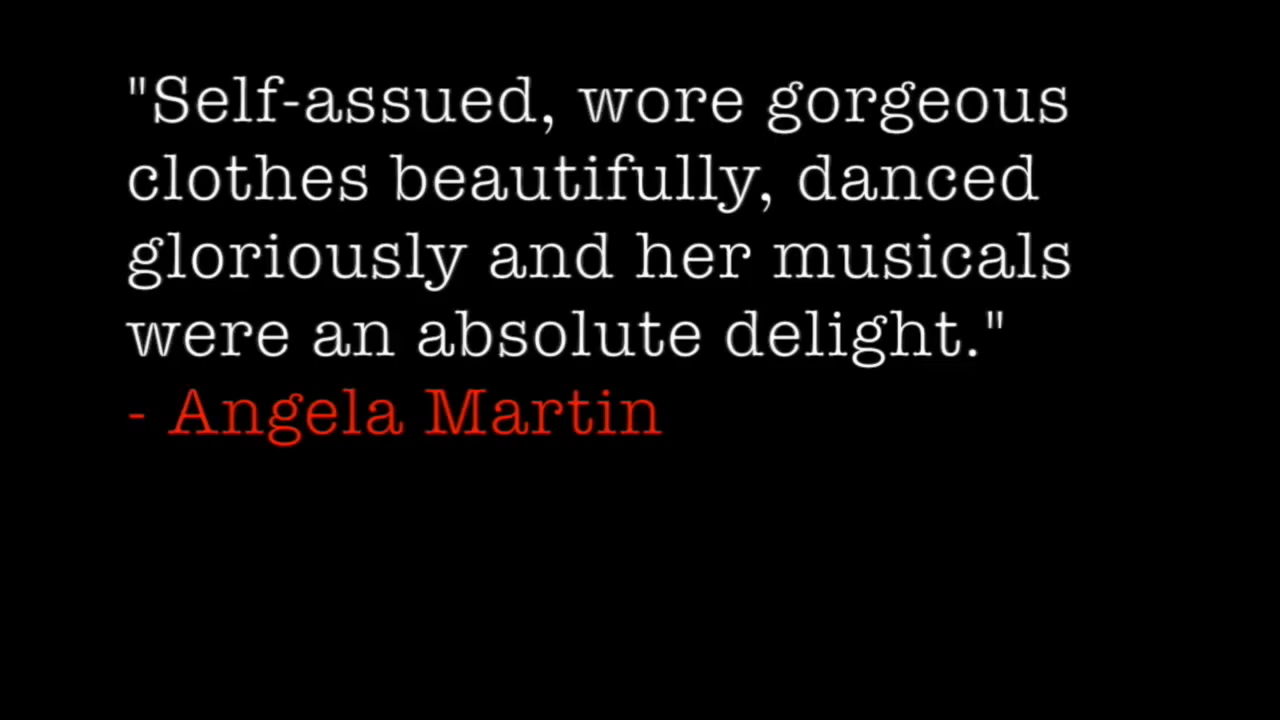 "Self-assued, wore gorgeous
clothes beautifully, danced
gloriously and her musicals
were an absolute delight."
- Angela Martin